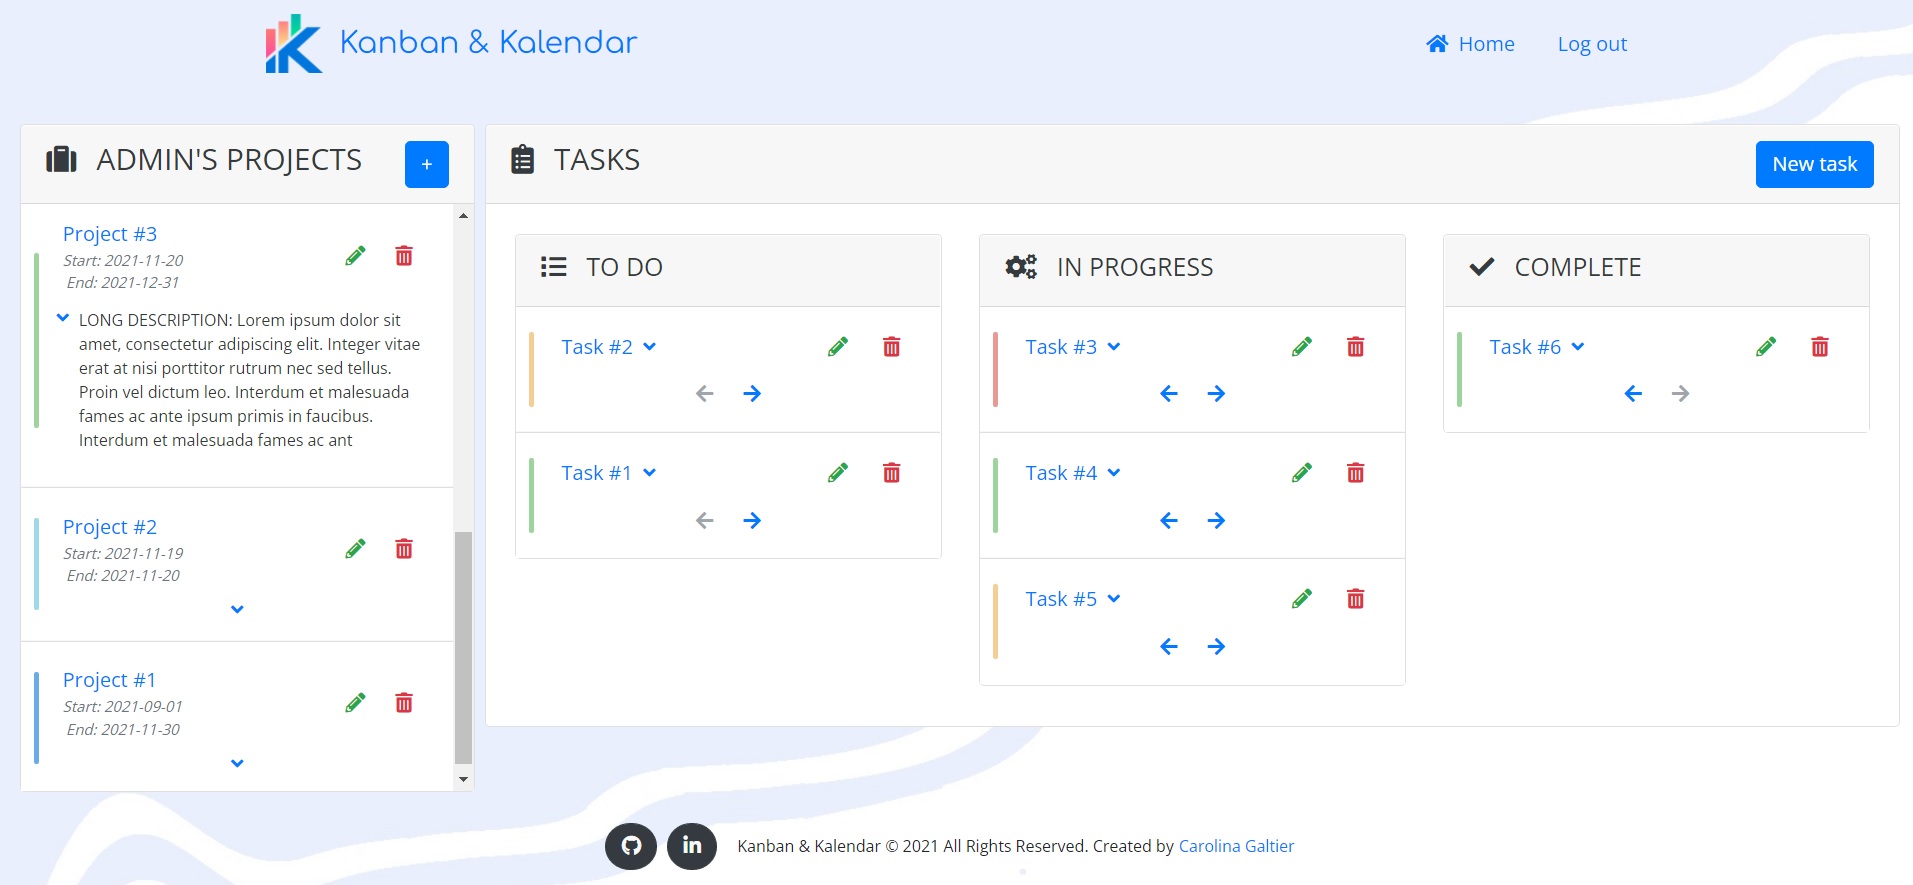 Kanban & Kalendar
Home
Log out
ADMIN'S PROJECTS
+
Project #3
Start: 2021-11-20
End: 2021-12-31
LONG DESCRIPTION: Lorem ipsum dolor sit
amet, consectetur adipiscing elit. Integer vitae
erat at nisi porttitor rutrum nec sed tellus.
Proin vel dictum leo. Interdum et malesuada
fames ac ante ipsum primis in faucibus.
Interdum et malesuada fames ac ant
Project #2
Start: 2021-11-19
End: 2021-11-20
Project #1
Start: 2021-09-01
End: 2021-11-30
TASKS
New task
TO DO
Task #2
Task #1
IN PROGRESS
Task #3
Task #4
Task #5
COMPLETE
Task #6
in
Kanban & Kalendar © 2021 All Rights Reserved. Created by Carolina Galtier